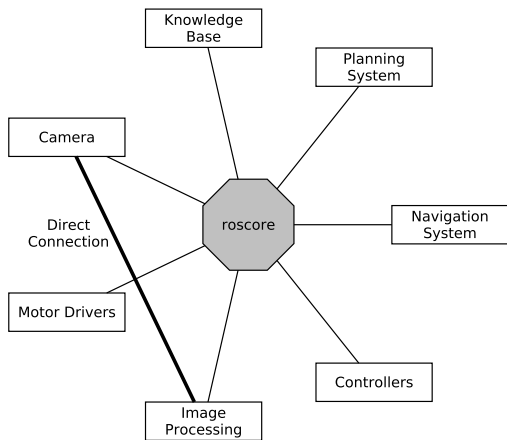 Knowledge
Base
Planning
System
Camera
roscore
Direct
Connection
Navigation
System
Motor Drivers
Controllers
Image
Processing